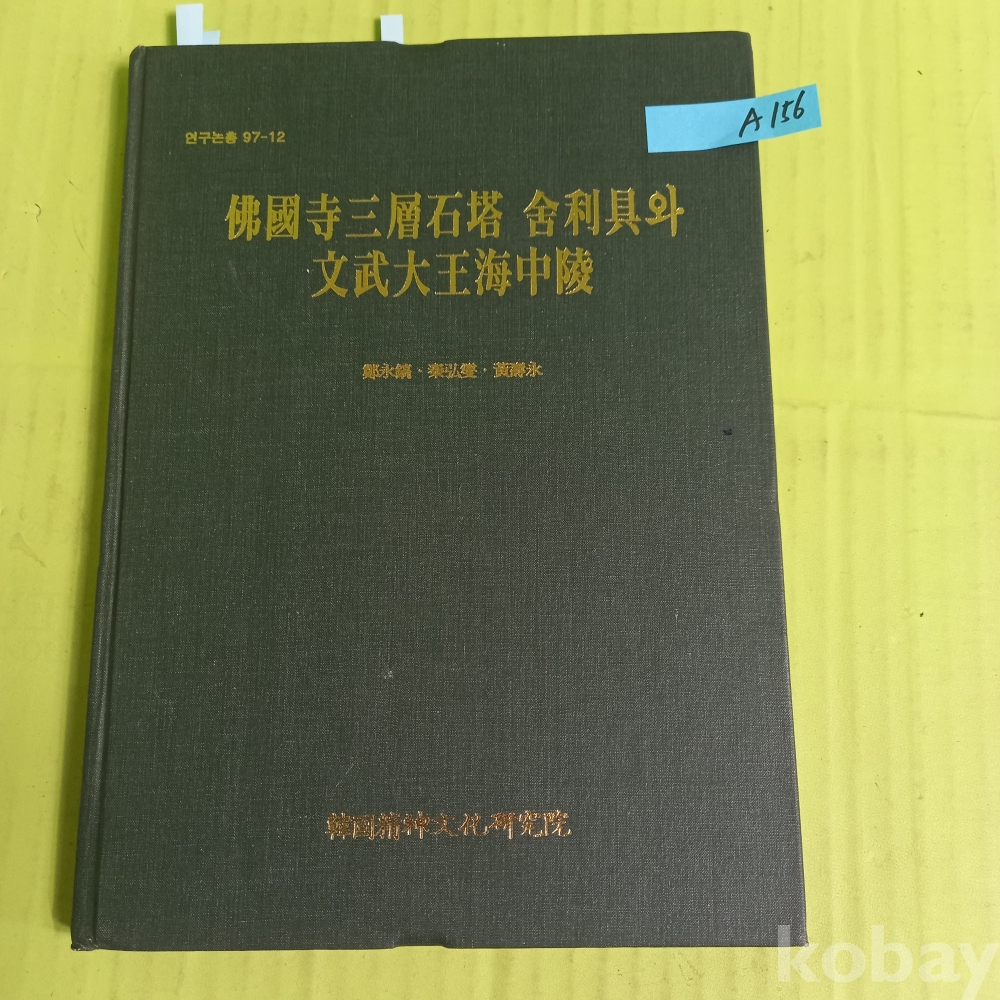 A156
연구논총 97-12
佛國寺三層石塔 舍利具와
文武大王海中陵
鄭永鎬·秦弘燮·黃壽永
韓國精神文化硏究院
kobay